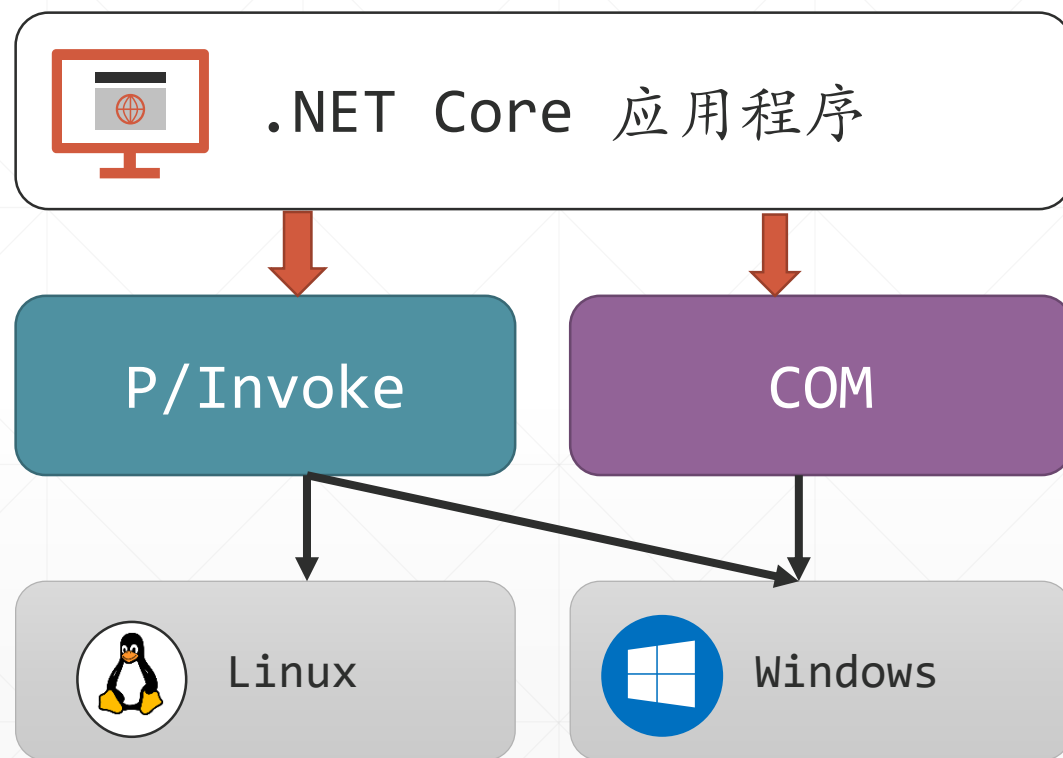 .NET Core 应用程序
P/Invoke
COM
Linux
Windows